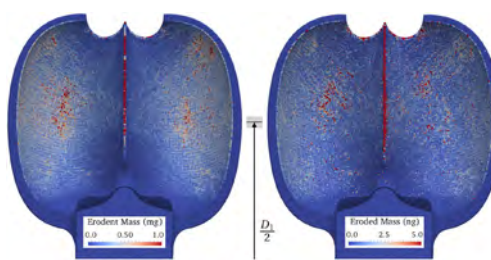 Erodent Mass (mg)
0.0 0.50 1.0
D₁
2
Eroded Mass (mg)
0.0 2.5 5.0